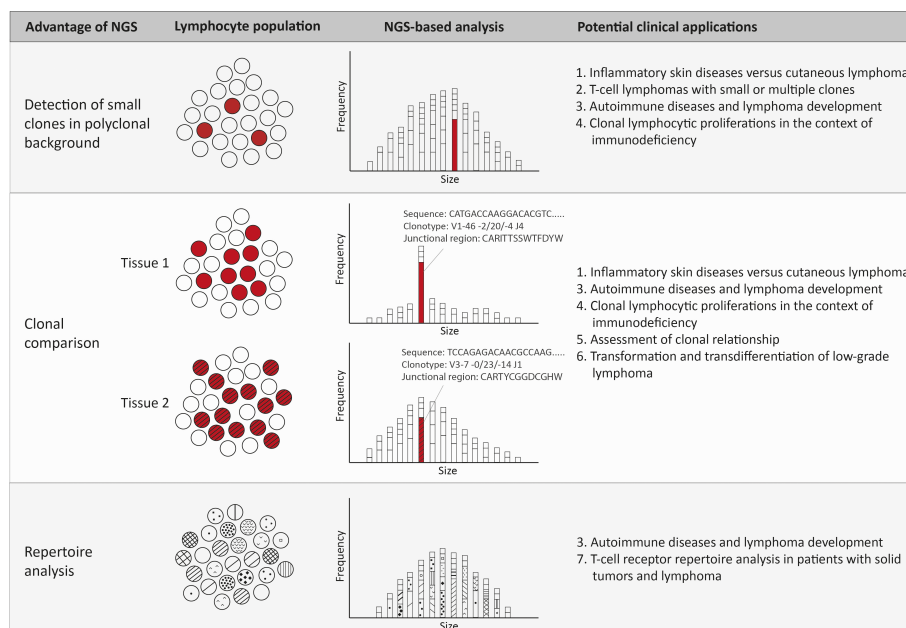 Advantage of NGS Lymphocyte population NGS-based analysis Potential clinical applications
Detection of small
clones in polyclonal
background
Frequency
Size
1. Inflammatory skin diseases versus cutaneous lymphoma
2. T-cell lymphomas with small or multiple clones
3. Autoimmune diseases and lymphoma development
4. Clonal lymphocytic proliferations in the context of
immunodeficiency
Clonal
comparison
Tissue 1
Sequence: CATGACCAAGGACACGTC.....
Clonotype: V1-46 -2/20/-4 J4
Junctional region: CARITTSSWTFDYW
Frequency
Tissue 2
Sequence: TCCAGAGACAACGCCAAG.....
Clonotype: V3-7 -0/23/-14 J1
Junctional region: CARTYCGGDCGHW
Frequency
Size
1. Inflammatory skin diseases versus cutaneous lymphoma
3. Autoimmune diseases and lymphoma development
4. Clonal lymphocytic proliferations in the context of
immunodeficiency
5. Assessment of clonal relationship
6. Transformation and transdifferentiation of low-grade
lymphoma
Repertoire
analysis
Frequency
Size
3. Autoimmune diseases and lymphoma development
7. T-cell receptor repertoire analysis in patients with solid
tumors and lymphoma